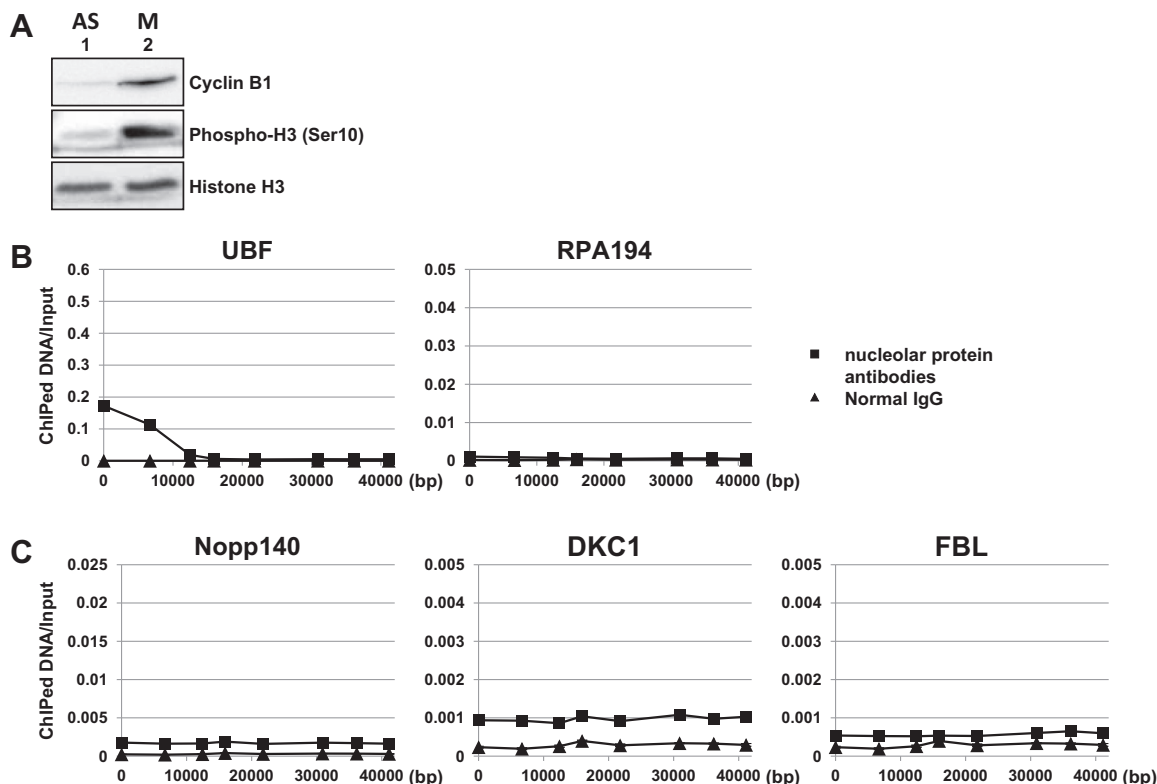 A
AS M
1 2
Cyclin B1
Phospho-H3 (Ser10)
Histone H3
B
UBF
ChIPed DNA/Input
0.6
0.5
0.4
0.3
0.2
0.1
0
0 10000 20000 30000 40000 (bp)
RPA194
0.05
0.04
0.03
0.02
0.01
0
0 10000 20000 30000 40000 (bp)
nucleolar protein
antibodies
Normal IgG
C
Nopp140
ChIPed DNA/Input
0.025
0.02
0.015
0.01
0.005
0
0 10000 20000 30000 40000 (bp)
DKC1
0.005
0.004
0.003
0.002
0.001
0
0 10000 20000 30000 40000 (bp)
FBL
0.005
0.004
0.003
0.002
0.001
0
0 10000 20000 30000 40000 (bp)